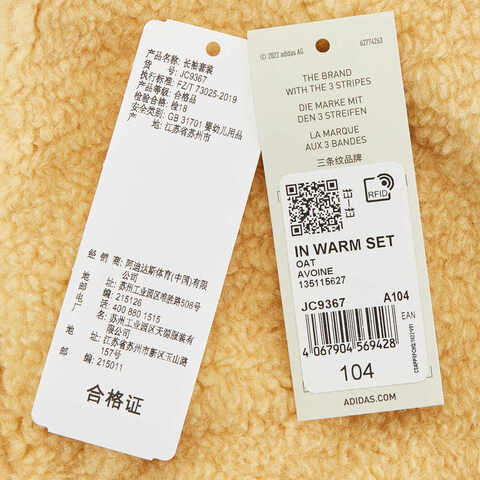 产品名称: 长袖套装
货 号: JC9367
执行标准: FZ/T 73025-2019
产品等级: 合格品
检验合格: 检18
安全类别: GB 31701 婴幼儿用品
产 地: 江苏省苏州市
经 销 商: 阿迪达斯体育(中国)有限公司
地 址: 苏州工业园区唯胜路508号
邮 编: 215126
电 话: 400 880 1515
厂 名: 苏州工业园区天源服装有限公司
地 址: 江苏省苏州市新区玉山路157号
邮 编: 215011
合格证
© 2022 adidas AG
62774263
THE BRAND
WITH THE 3 STRIPES
DIE MARKE MIT
DEN 3 STREIFEN
LA MARQUE
AUX 3 BANDES
三条纹品牌
RFID
IN WARM SET
OAT
AVOINE
135115627
JC9367 A104
EAN
4 067904 569428
104
ADIDAS.COM